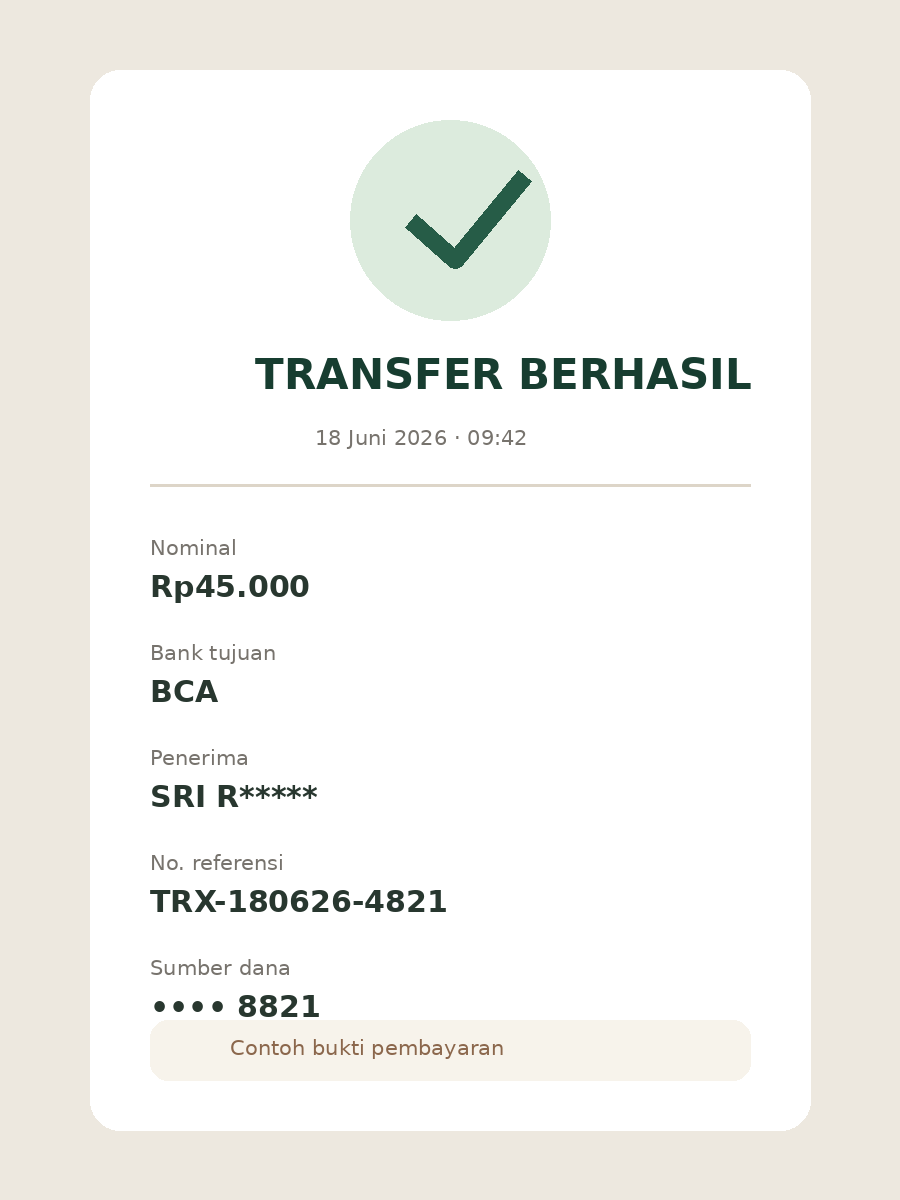 TRANSFER BERHASIL
18 Juni 2026 · 09:42
Nominal
Rp45.000
Bank tujuan
BCA
Penerima
SRI R*****
No. referensi
TRX-180626-4821
Sumber dana
•••• 8821
Contoh bukti pembayaran